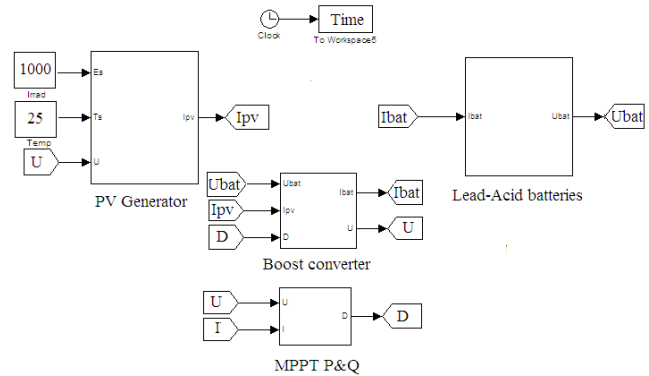 Time
Clock
To Workspace5
1000
Irrad
25
Temp
U
Es
Ts
U
Ipv
Ipv
PV Generator
Ibat
Ibat
Ubat
Ubat
Lead-Acid batteries
Ubat
Ipv
D
Ubat
Ipv
D
Ibat
U
Ibat
U
Boost converter
U
I
U
I
D
D
MPPT P&Q